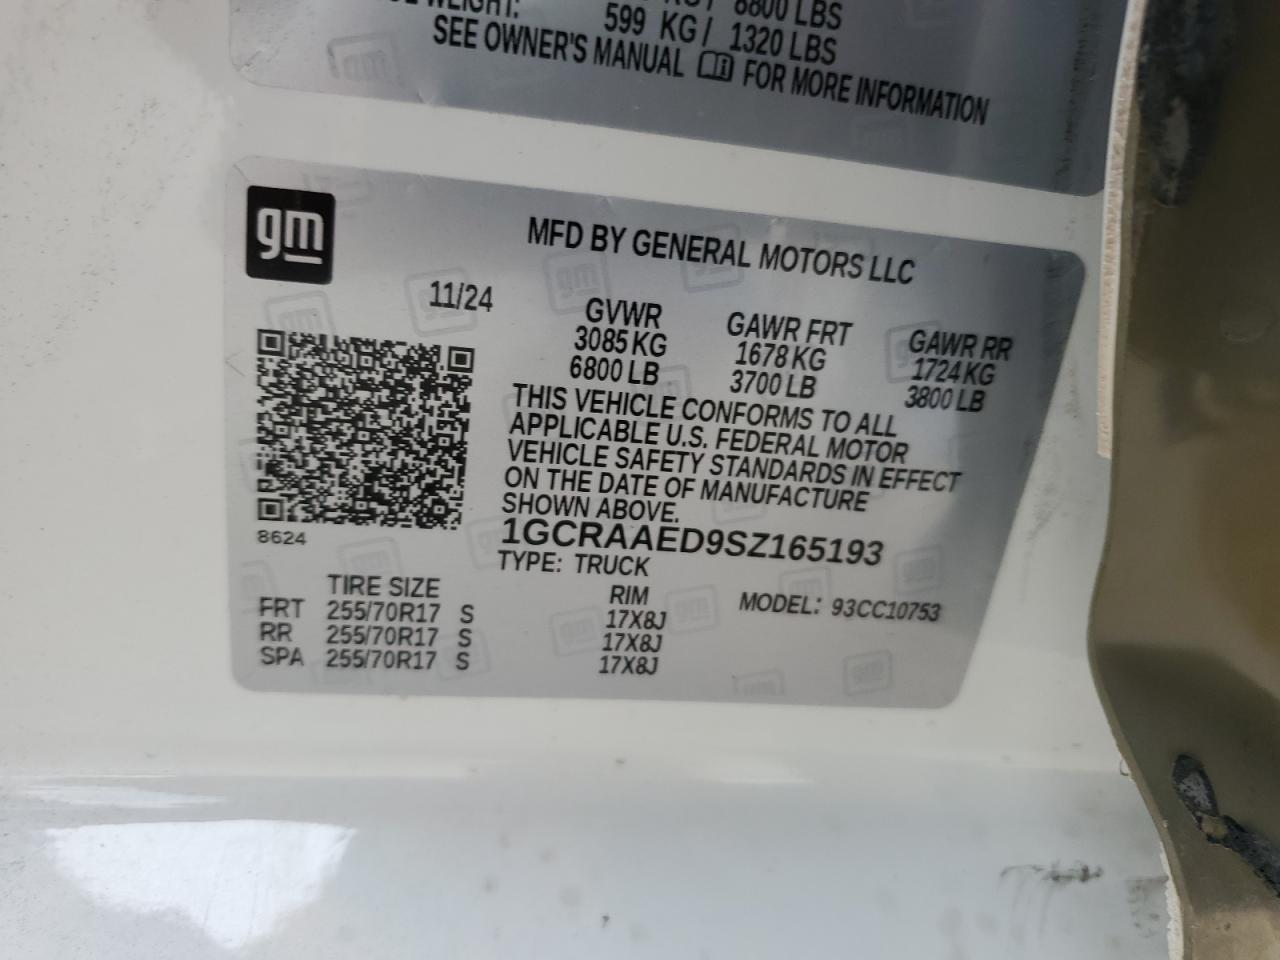 599 KG / 1320 LBS
SEE OWNER'S MANUAL FOR MORE INFORMATION
gm
MFD BY GENERAL MOTORS LLC
11/24
GVWR GAWR FRT GAWR RR
3085 KG 1678 KG 1724 KG
6800 LB 3700 LB 3800 LB
THIS VEHICLE CONFORMS TO ALL
APPLICABLE U.S. FEDERAL MOTOR
VEHICLE SAFETY STANDARDS IN EFFECT
ON THE DATE OF MANUFACTURE
SHOWN ABOVE.
8624
1GCRAAED9SZ165193
TYPE: TRUCK
MODEL: 93CC10753
TIRE SIZE RIM
FRT 255/70R17 S 17X8J
RR 255/70R17 S 17X8J
SPA 255/70R17 S 17X8J